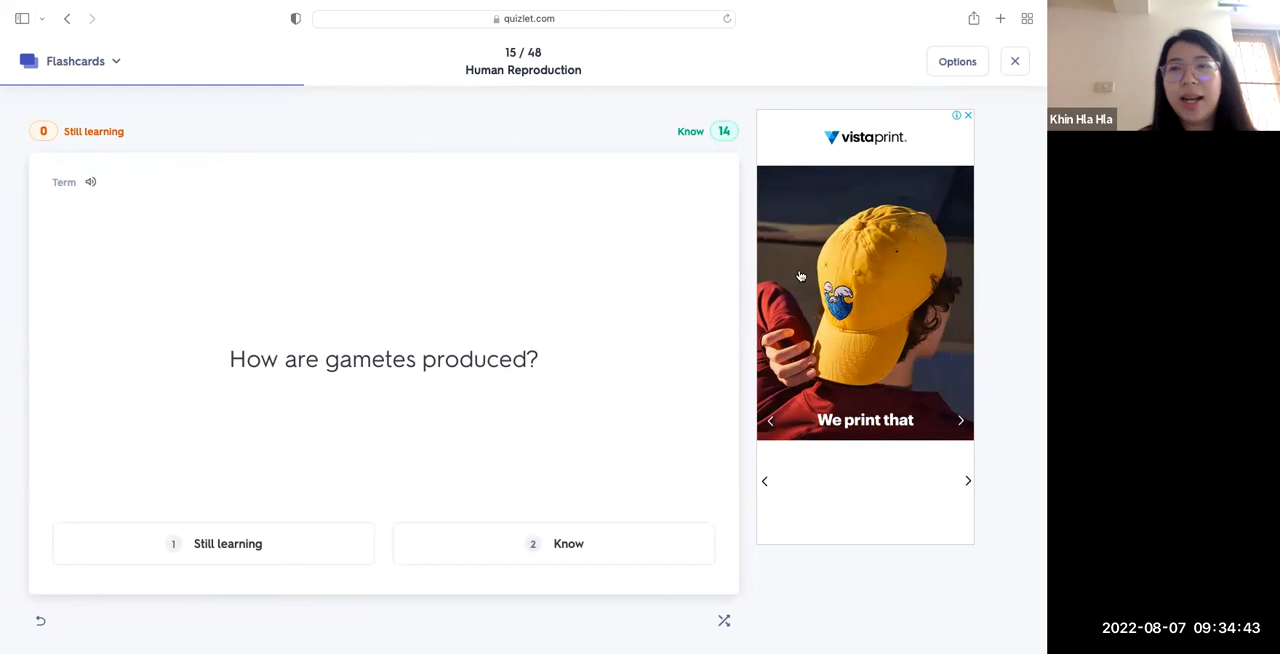 quizlet.com
Flashcards
15 / 48
Human Reproduction
Options
0 Still learning
Know 14
Term
How are gametes produced?
1 Still learning
2 Know
vistaprint.
We print that
Khin Hla Hla
2022-08-07 09:34:43